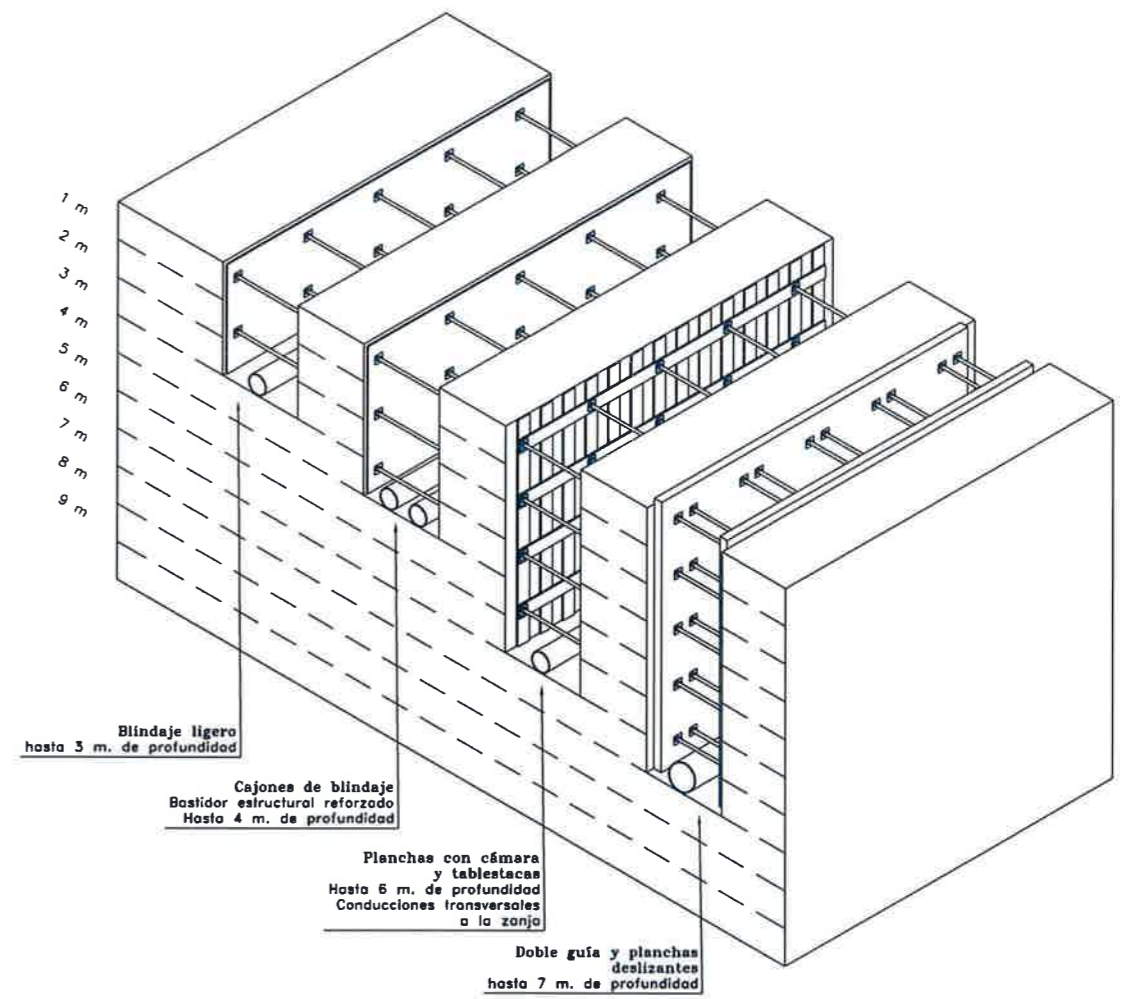 1 m
2 m
3 m
4 m
5 m
6 m
7 m
8 m
9 m
Blindaje ligero
hasta 3 m. de profundidad
Cajones de blindaje
Bastidor estructural reforzado
Hasta 4 m. de profundidad
Planchas con cámara
y tablestacas
Hasta 6 m. de profundidad
Conducciones transversales
a la zanja
Doble guía y planchas
deslizantes
hasta 7 m. de profundidad